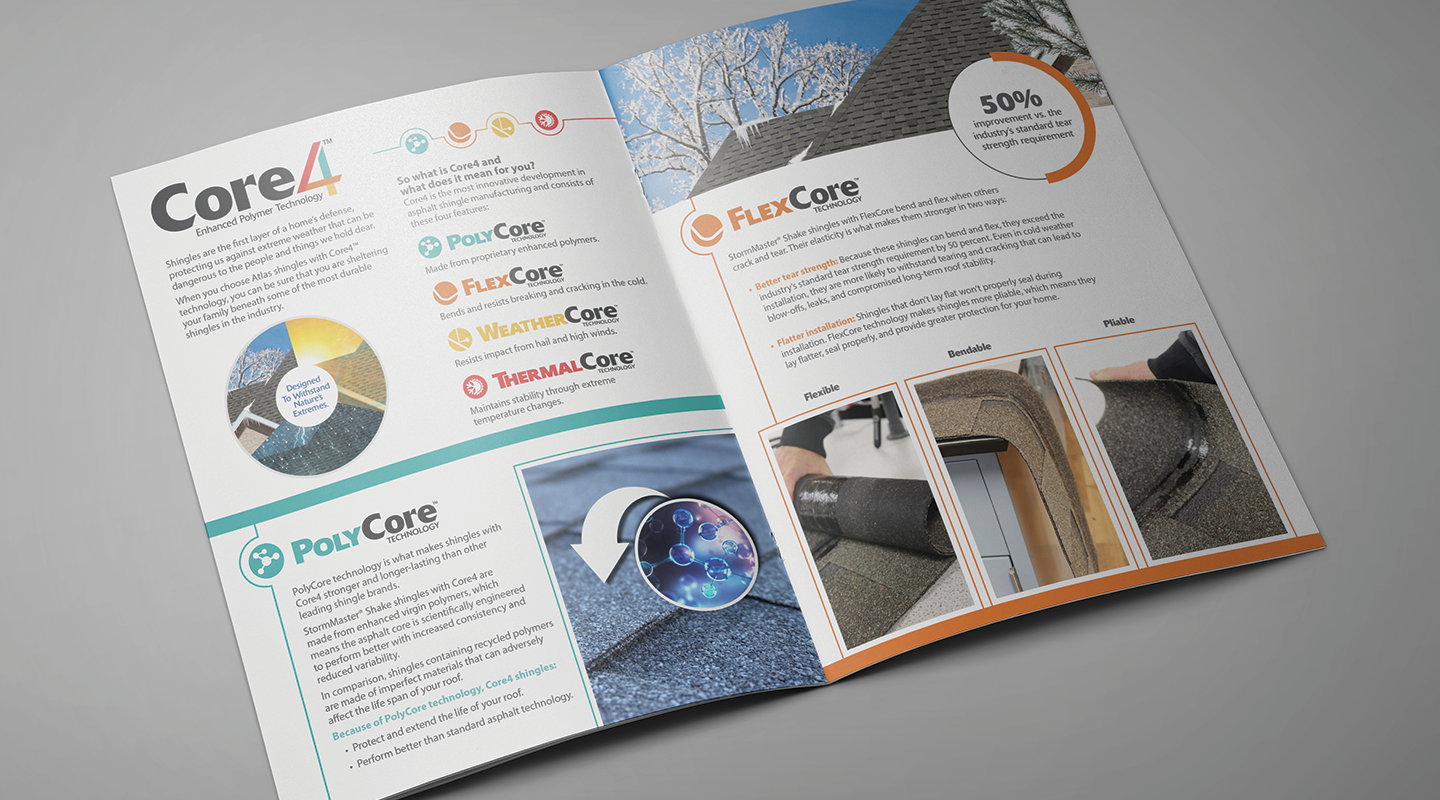 Core4™
Enhanced Polymer Technology
Shingles are the first layer of a home's defense,
protecting us against extreme weather that can be
dangerous to the people and things we hold dear.
When you choose Atlas shingles with Core4™
technology, you can be sure that you are sheltering
your family beneath some of the most durable
shingles in the industry.
Designed
To Withstand
Nature's
Extremes.
So what is Core4 and
what does it mean for you?
Core4 is the most innovative development in
asphalt shingle manufacturing and consists of
these four features:
POLYCore™
TECHNOLOGY
Made from proprietary enhanced polymers.
FLEXCore™
TECHNOLOGY
Bends and resists breaking and cracking in the cold.
WEATHERCore™
TECHNOLOGY
Resists impact from hail and high winds.
THERMALCore™
TECHNOLOGY
Maintains stability through extreme
temperature changes.
POLYCore™
TECHNOLOGY
PolyCore technology is what makes shingles with
Core4 stronger and longer-lasting than other
leading shingle brands.
StormMaster® Shake shingles with Core4 are
made from enhanced virgin polymers, which
means the asphalt core is scientifically engineered
to perform better with increased consistency and
reduced variability.
In comparison, shingles containing recycled polymers
are made of imperfect materials that can adversely
affect the life span of your roof.
Because of PolyCore technology, Core4 shingles:
• Protect and extend the life of your roof.
• Perform better than standard asphalt technology.
50%
improvement vs. the
industry's standard tear
strength requirement
FLEXCore™
TECHNOLOGY
StormMaster® Shake shingles with FlexCore bend and flex when others
crack and tear. Their elasticity is what makes them stronger in two ways:
• Better tear strength: Because these shingles can bend and flex, they exceed the
industry's standard tear strength requirement by 50 percent. Even in cold weather
installation, they are more likely to withstand tearing and cracking that can lead to
blow-offs, leaks, and compromised long-term roof stability.
• Flatter installation: Shingles that don't lay flat won't properly seal during
installation. FlexCore technology makes shingles more pliable, which means they
lay flatter, seal properly, and provide greater protection for your home.
Flexible
Bendable
Pliable